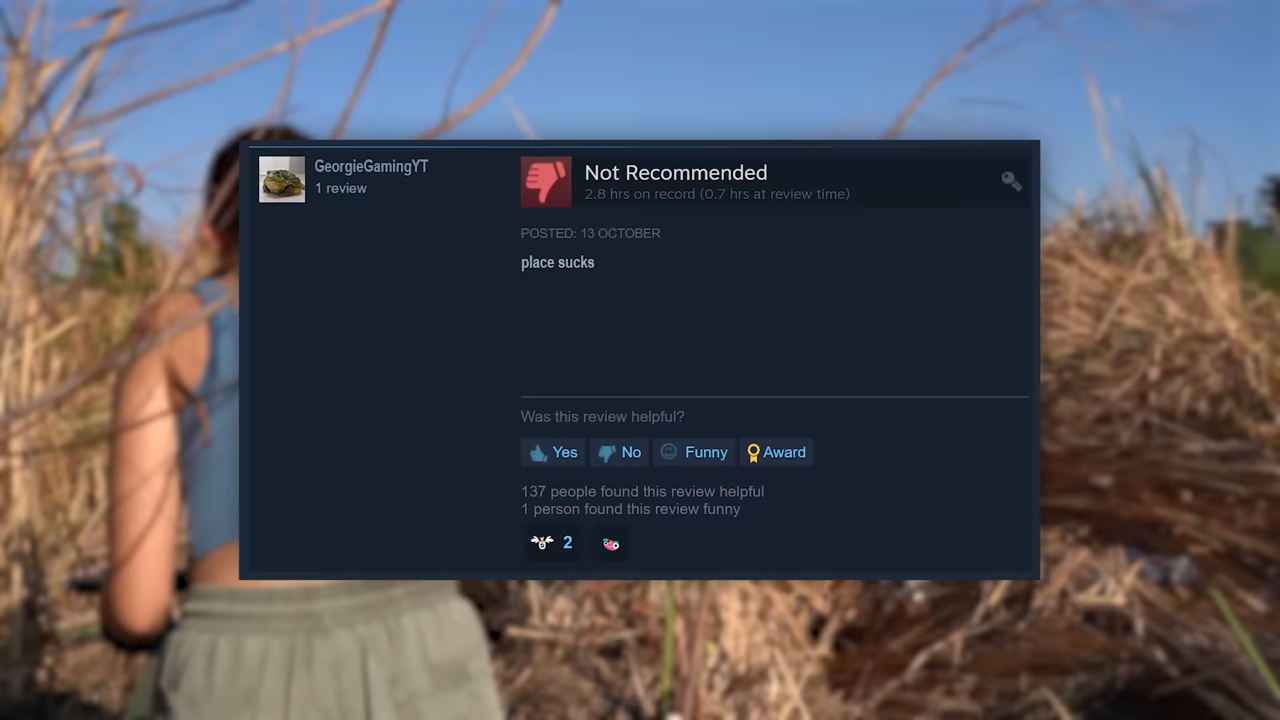 GeorgieGamingYT
1 review
Not Recommended
2.8 hrs on record (0.7 hrs at review time)
POSTED: 13 OCTOBER
place sucks
Was this review helpful?
Yes
No
Funny
Award
137 people found this review helpful
1 person found this review funny
2